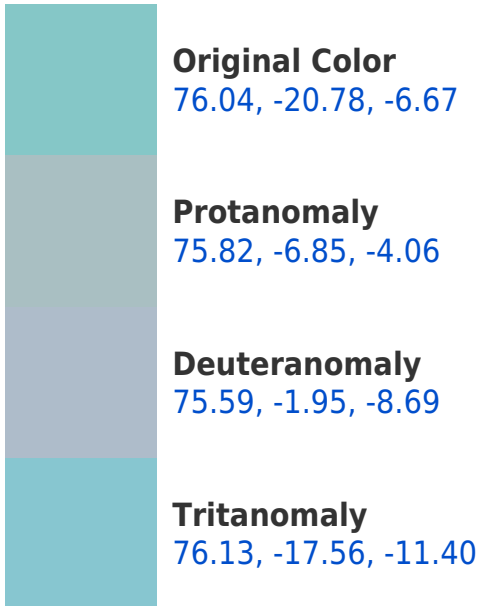 Original Color
76.04, -20.78, -6.67
Protanomaly
75.82, -6.85, -4.06
Deuteranomaly
75.59, -1.95, -8.69
Tritanomaly
76.13, -17.56, -11.40